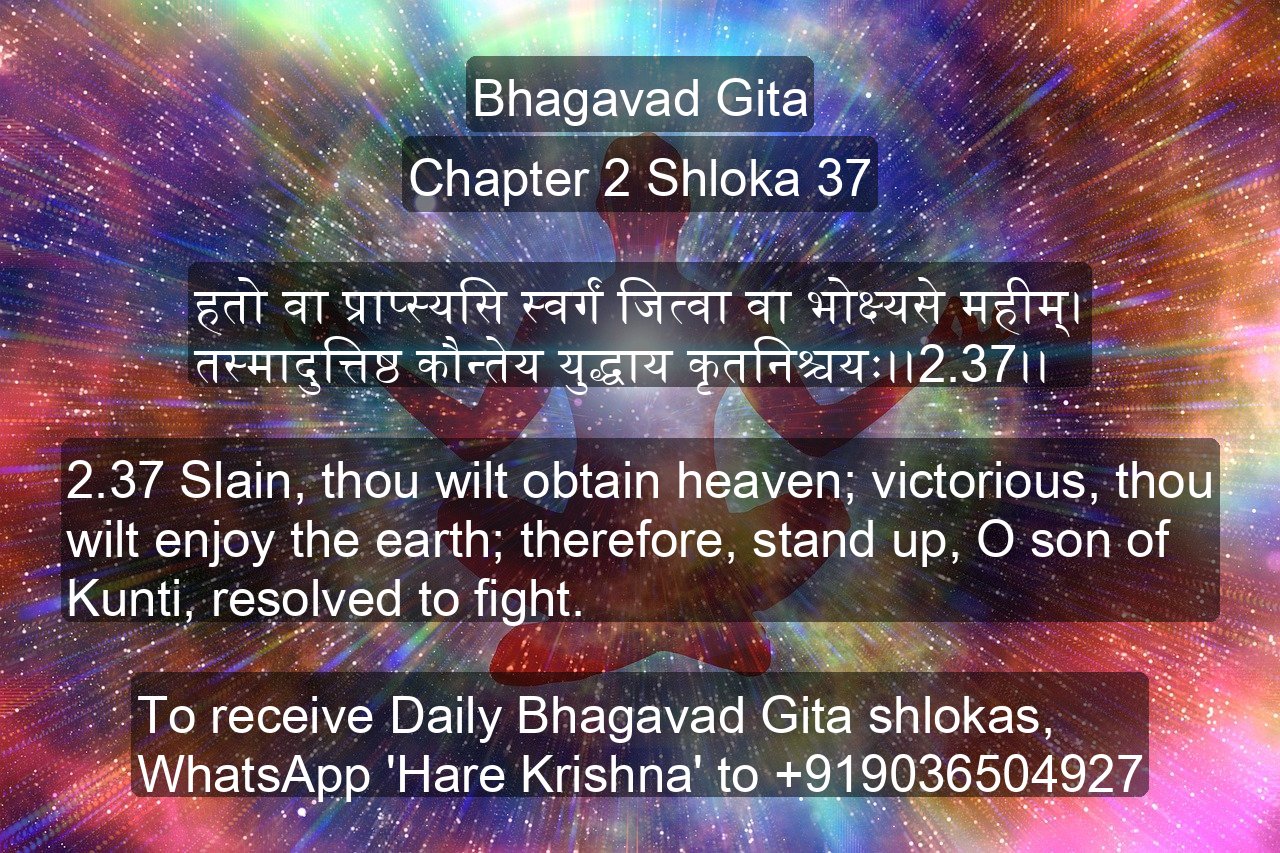 Bhagavad Gita
Chapter 2 Shloka 37
हतो वा प्राप्स्यसि स्वर्गं जित्वा वा भोक्ष्यसे महीम्।
तस्मादुत्तिष्ठ कौन्तेय युद्धाय कृतनिश्चयः।।2.37।।
2.37 Slain, thou wilt obtain heaven; victorious, thou
wilt enjoy the earth; therefore, stand up, O son of
Kunti, resolved to fight.
To receive Daily Bhagavad Gita shlokas,
WhatsApp 'Hare Krishna' to +919036504927